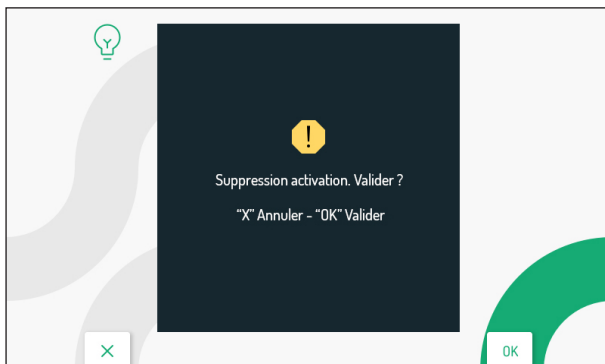 Suppression activation. Valider ?
“X” Annuler - “OK” Valider
OK